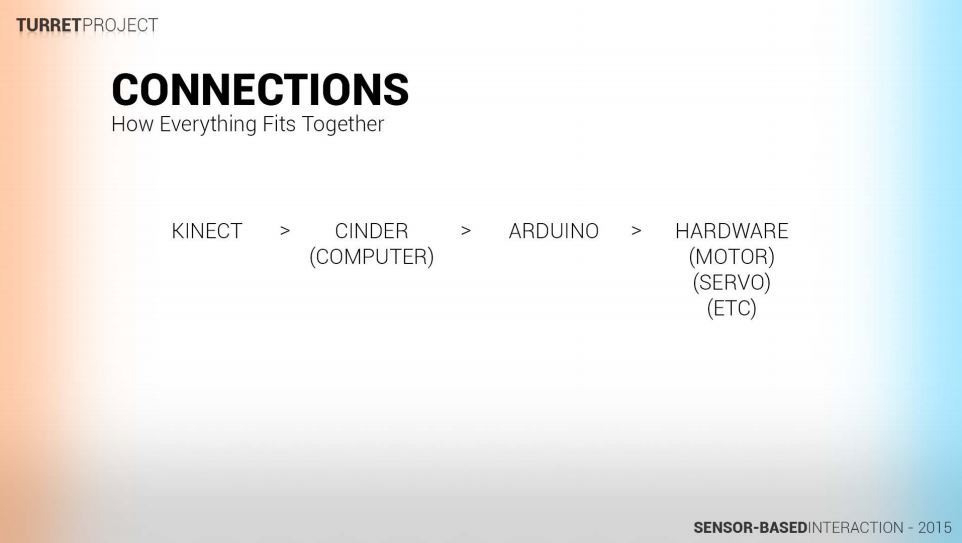 TURRETPROJECT
CONNECTIONS
How Everything Fits Together
KINECT > CINDER > ARDUINO > HARDWARE
(COMPUTER) (MOTOR)
(SERVO)
(ETC)
SENSOR-BASEDINTERACTION - 2015